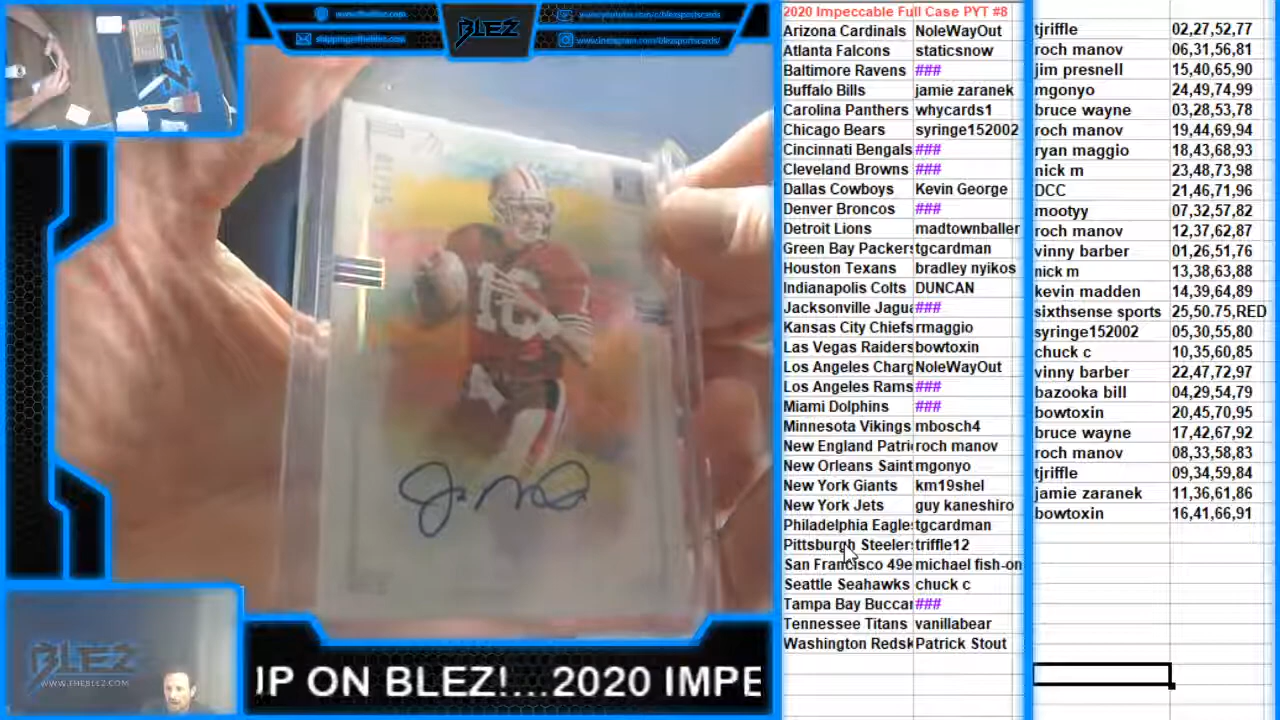 www.theblez.com
BLEZ
www.instagram.com/blezsportscards/
16
BLEZ
WWW.THEBLEZ.COM
JP ON BLEZ!...2020 IMPE
2020 Impeccable Full Case PYT #8
Arizona Cardinals NoleWayOut
Atlanta Falcons staticsnow
Baltimore Ravens ###
Buffalo Bills jamie zaranek
Carolina Panthers whycards1
Chicago Bears syringe152002
Cincinnati Bengals ###
Cleveland Browns ###
Dallas Cowboys Kevin George
Denver Broncos ###
Detroit Lions madtownballer
Green Bay Packers tgcardman
Houston Texans bradley nyikos
Indianapolis Colts DUNCAN
Jacksonville Jagua ###
Kansas City Chiefs rmaggio
Las Vegas Raiders bowtoxin
Los Angeles Charg NoleWayOut
Los Angeles Rams ###
Miami Dolphins ###
Minnesota Vikings mbosch4
New England Patri roch manov
New Orleans Saint mgonyo
New York Giants km19shel
New York Jets guy kaneshiro
Philadelphia Eagle tgcardman
Pittsburgh Steeler triffle12
San Francisco 49e michael fish-on
Seattle Seahawks chuck c
Tampa Bay Buccar ###
Tennessee Titans vanillabear
Washington Redsk Patrick Stout
tjriffle 02,27,52,77
roch manov 06,31,56,81
jim presnell 15,40,65,90
mgonyo 24,49,74,99
bruce wayne 03,28,53,78
roch manov 19,44,69,94
ryan maggio 18,43,68,93
nick m 23,48,73,98
DCC 21,46,71,96
mootyy 07,32,57,82
roch manov 12,37,62,87
vinny barber 01,26,51,76
nick m 13,38,63,88
kevin madden 14,39,64,89
sixthsense sports 25,50.75,RED
syringe152002 05,30,55,80
chuck c 10,35,60,85
vinny barber 22,47,72,97
bazooka bill 04,29,54,79
bowtoxin 20,45,70,95
bruce wayne 17,42,67,92
roch manov 08,33,58,83
tjriffle 09,34,59,84
jamie zaranek 11,36,61,86
bowtoxin 16,41,66,91